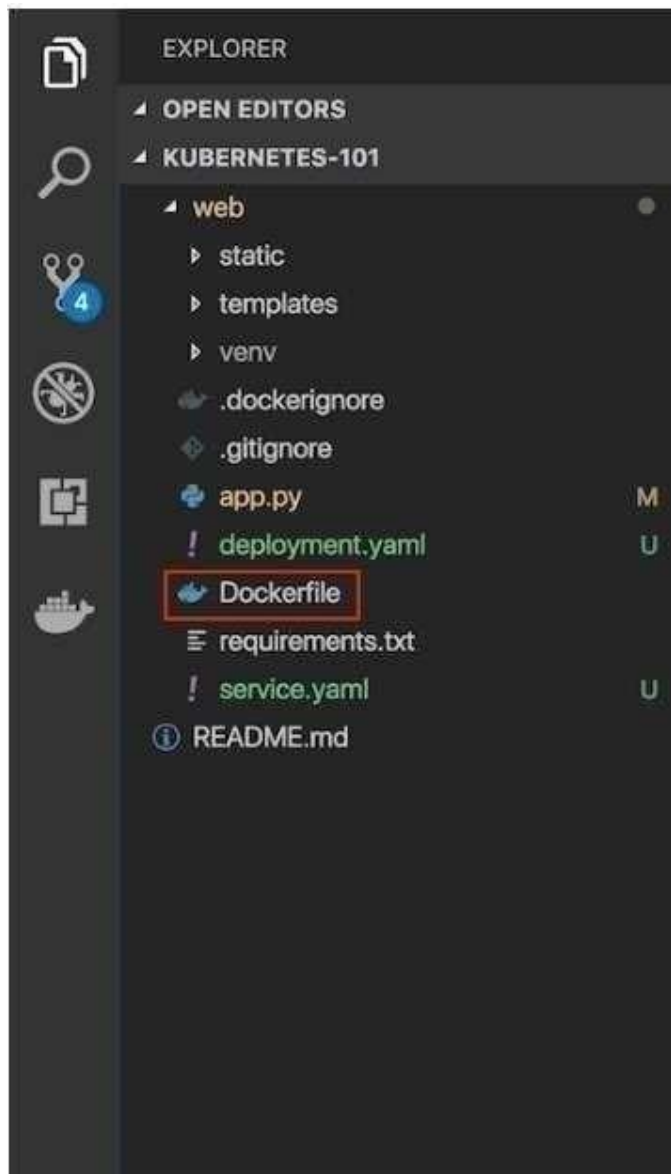 EXPLORER
OPEN EDITORS
KUBERNETES-101
web
static
templates
4
venv
.dockerignore
.gitignore
app.py M
deployment.yaml U
Dockerfile
requirements.txt
service.yaml U
README.md